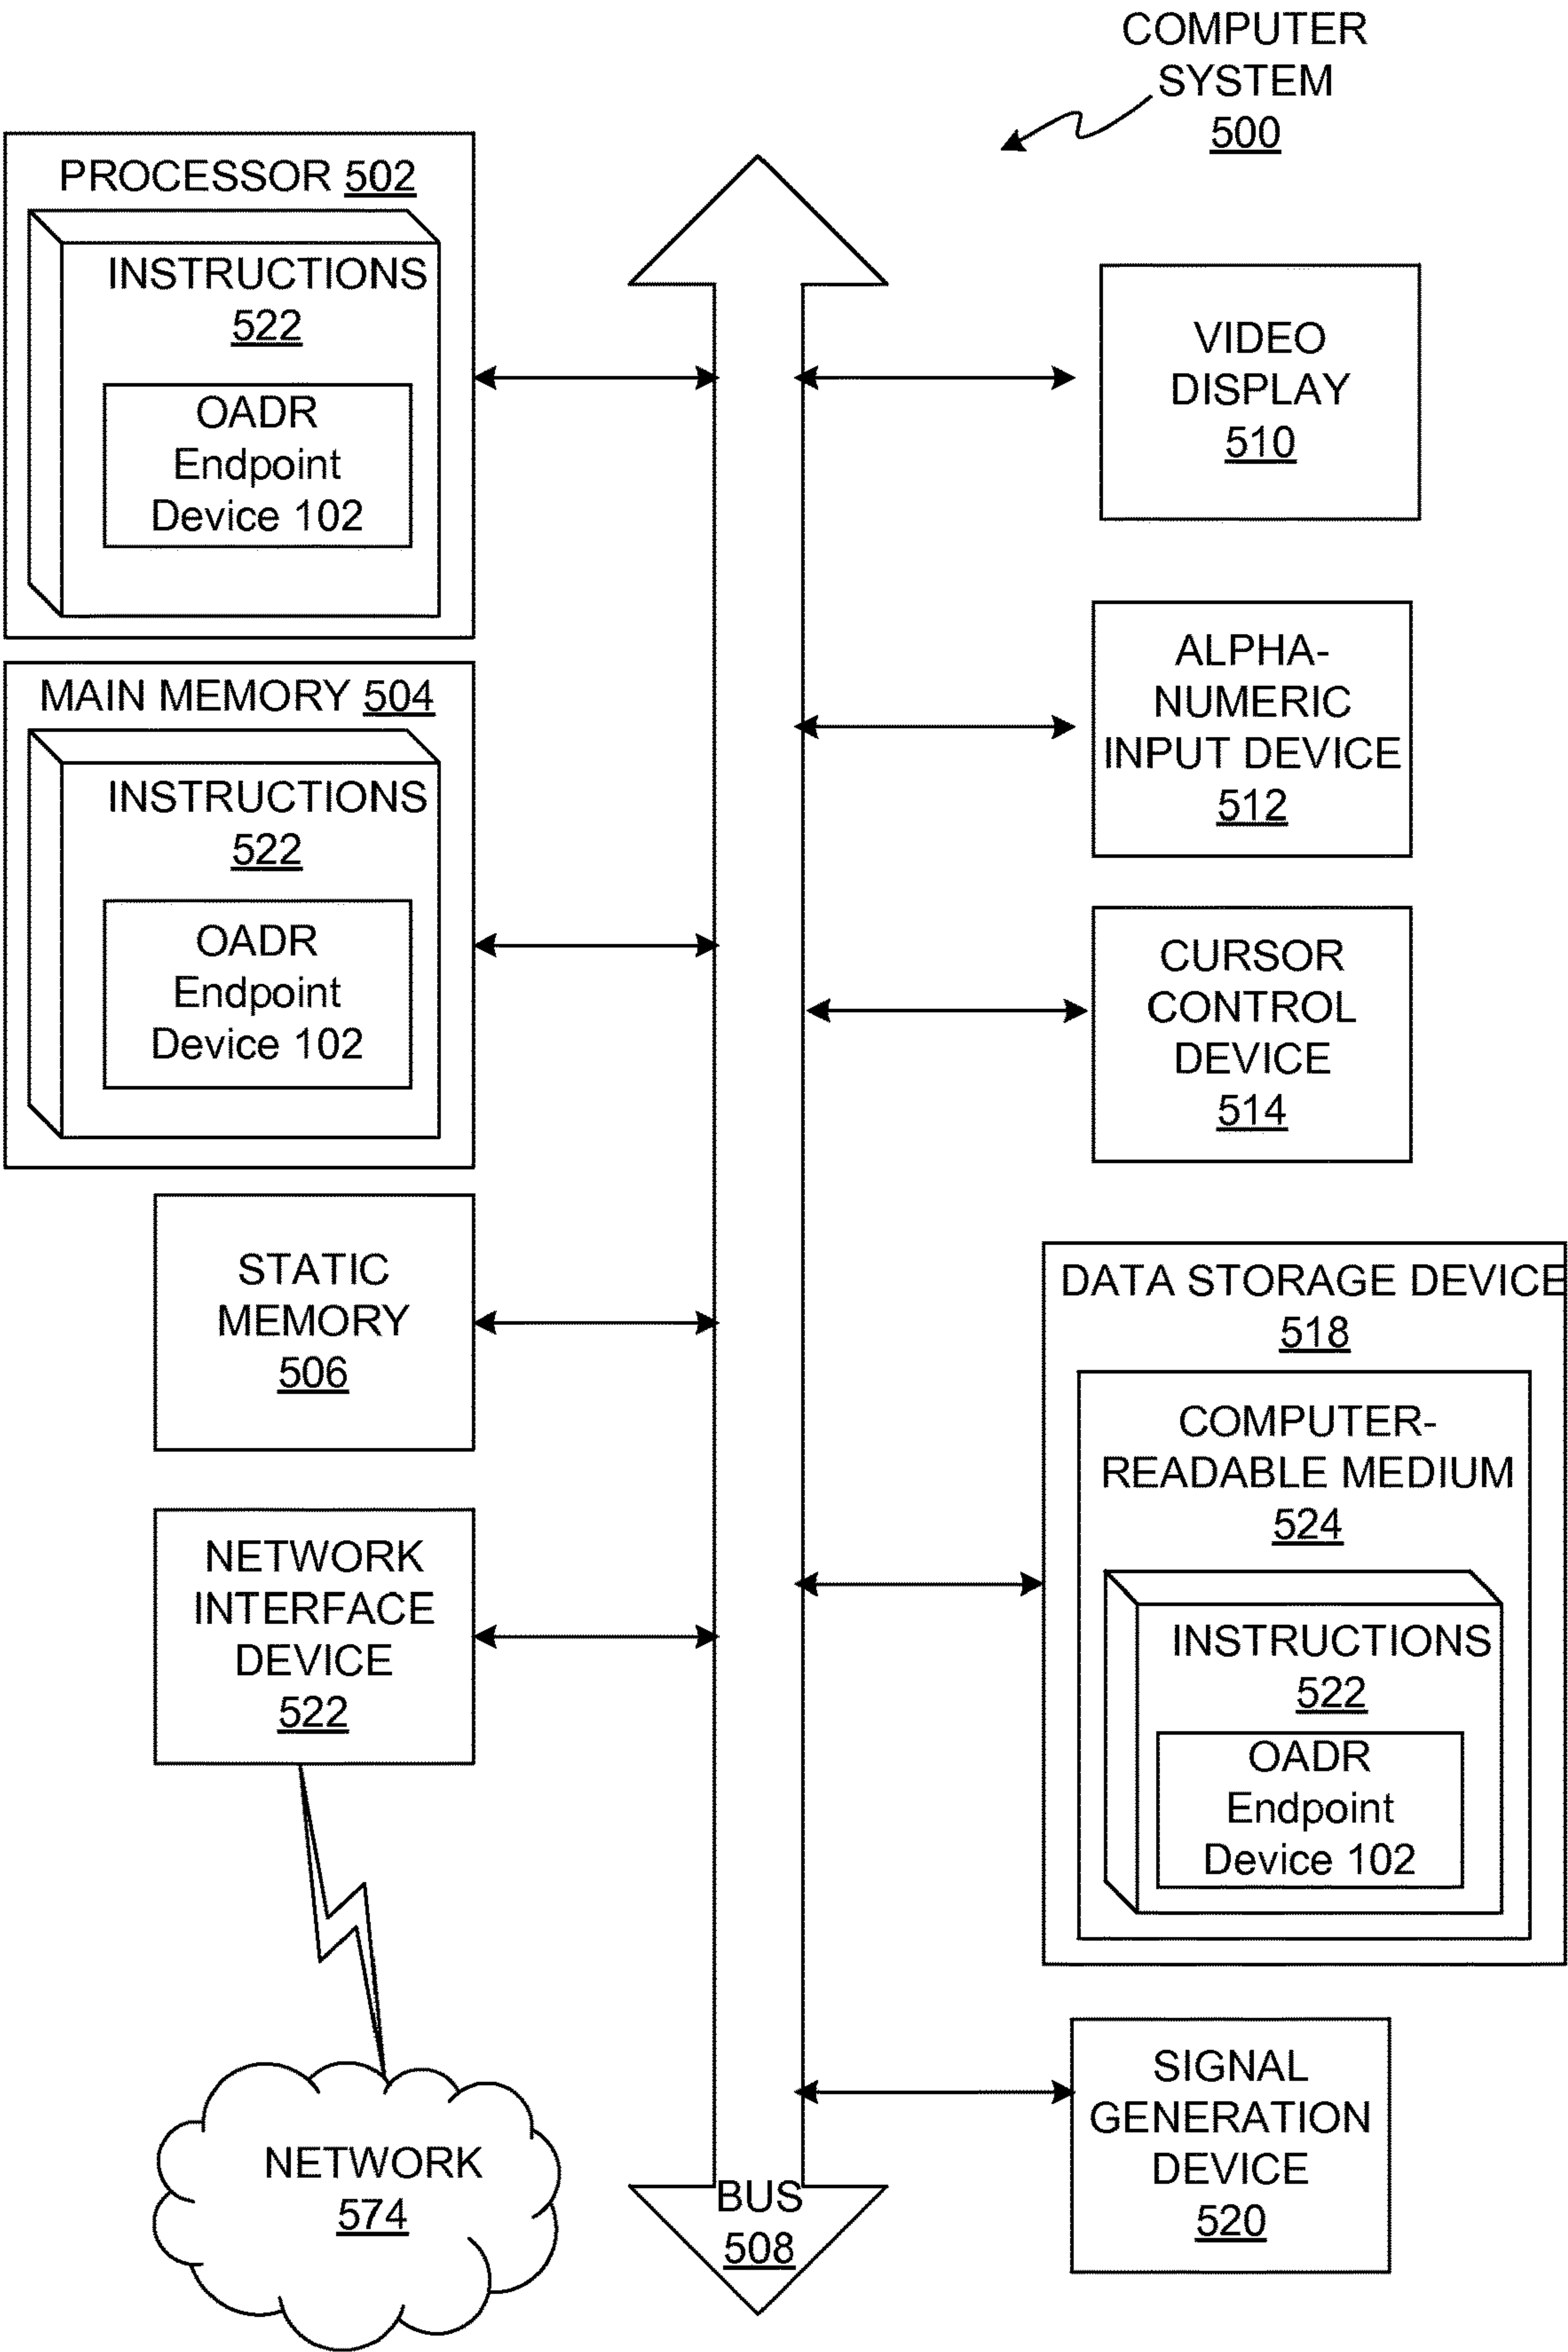 COMPUTER
SYSTEM
500
PROCESSOR 502
INSTRUCTIONS
522
OADR
Endpoint
Device 102
MAIN MEMORY 504
INSTRUCTIONS
522
OADR
Endpoint
Device 102
STATIC
MEMORY
506
NETWORK
INTERFACE
DEVICE
522
NETWORK
574
BUS
508
VIDEO
DISPLAY
510
ALPHA-
NUMERIC
INPUT DEVICE
512
CURSOR
CONTROL
DEVICE
514
DATA STORAGE DEVICE
518
COMPUTER-
READABLE MEDIUM
524
INSTRUCTIONS
522
OADR
Endpoint
Device 102
SIGNAL
GENERATION
DEVICE
520